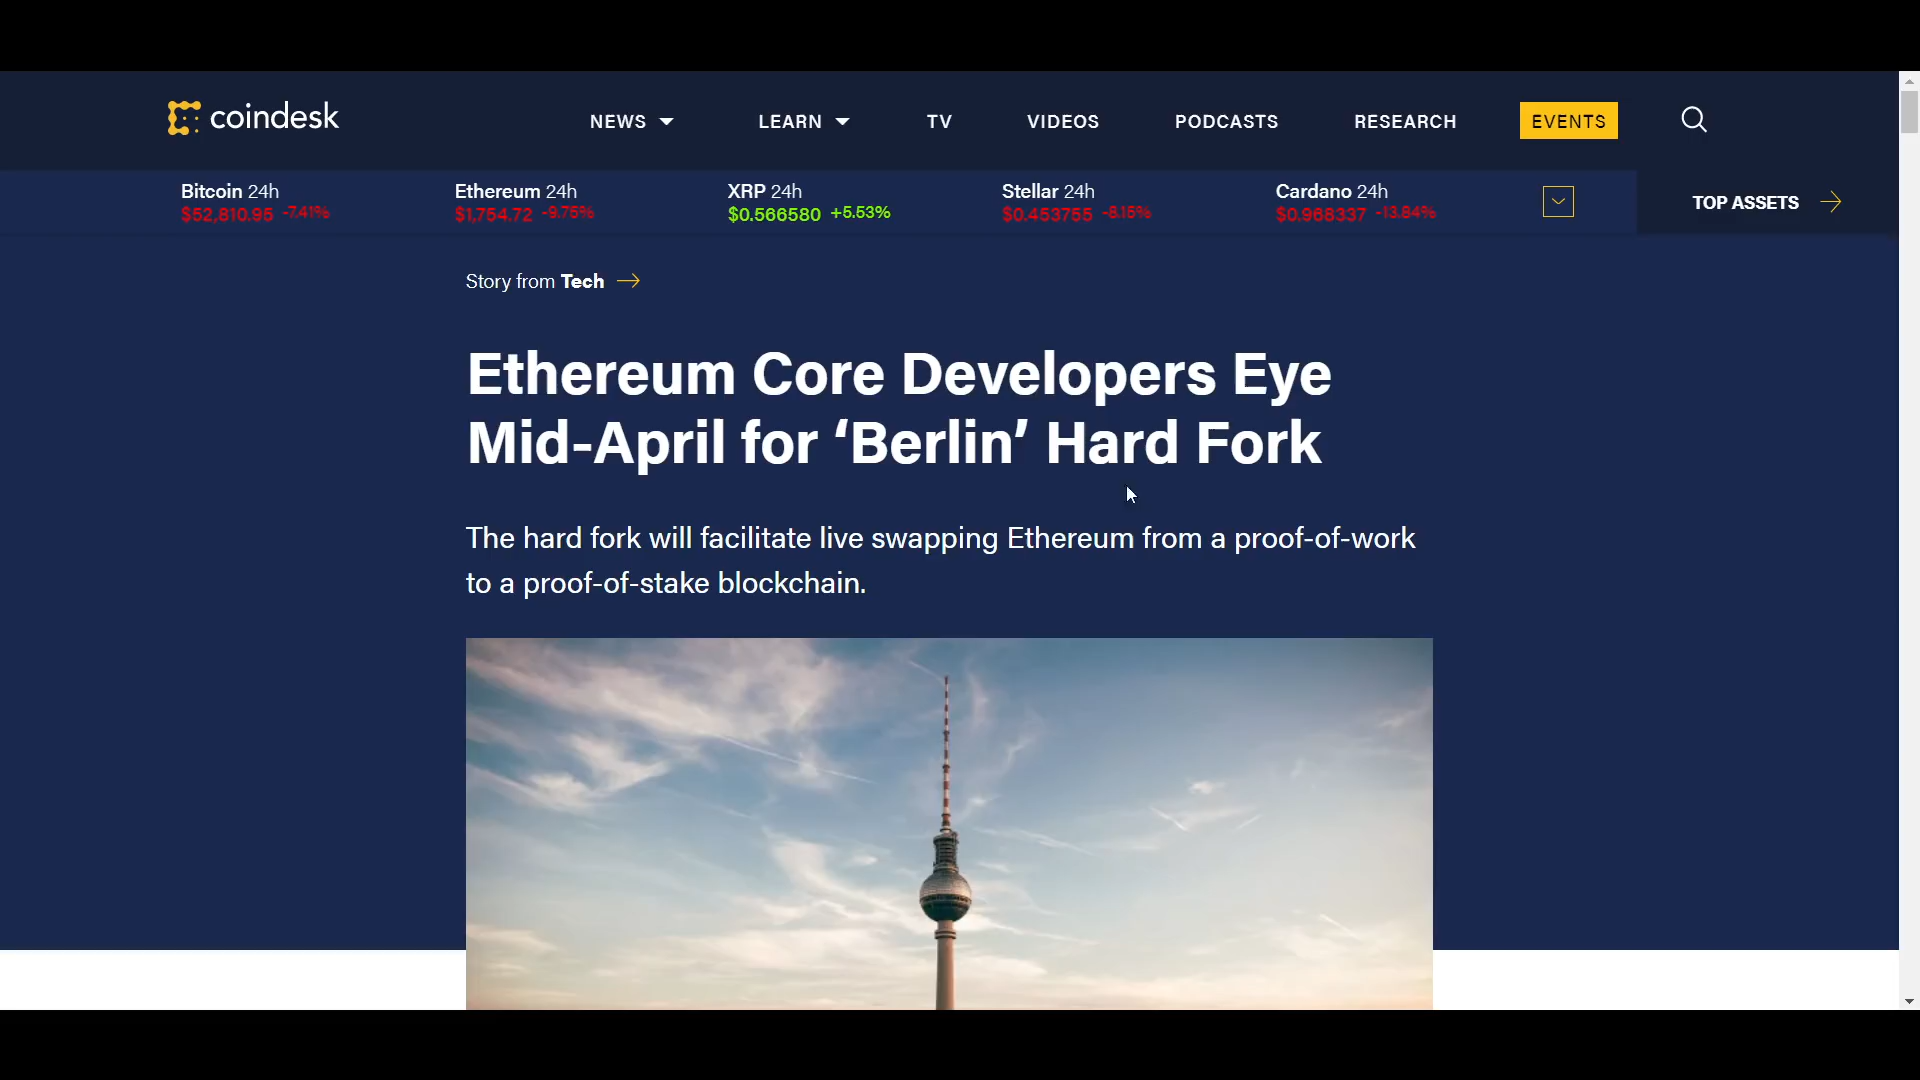 coindesk
NEWS
LEARN
TV
VIDEOS
PODCASTS
RESEARCH
EVENTS
Bitcoin 24h
$52,810.95 -7.41%
Ethereum 24h
$1,754.72 -9.75%
XRP 24h
$0.566580 +5.53%
Stellar 24h
$0.453755 -8.15%
Cardano 24h
$0.968337 -13.84%
TOP ASSETS
Story from Tech
Ethereum Core Developers Eye
Mid-April for ‘Berlin’ Hard Fork
The hard fork will facilitate live swapping Ethereum from a proof-of-work
to a proof-of-stake blockchain.